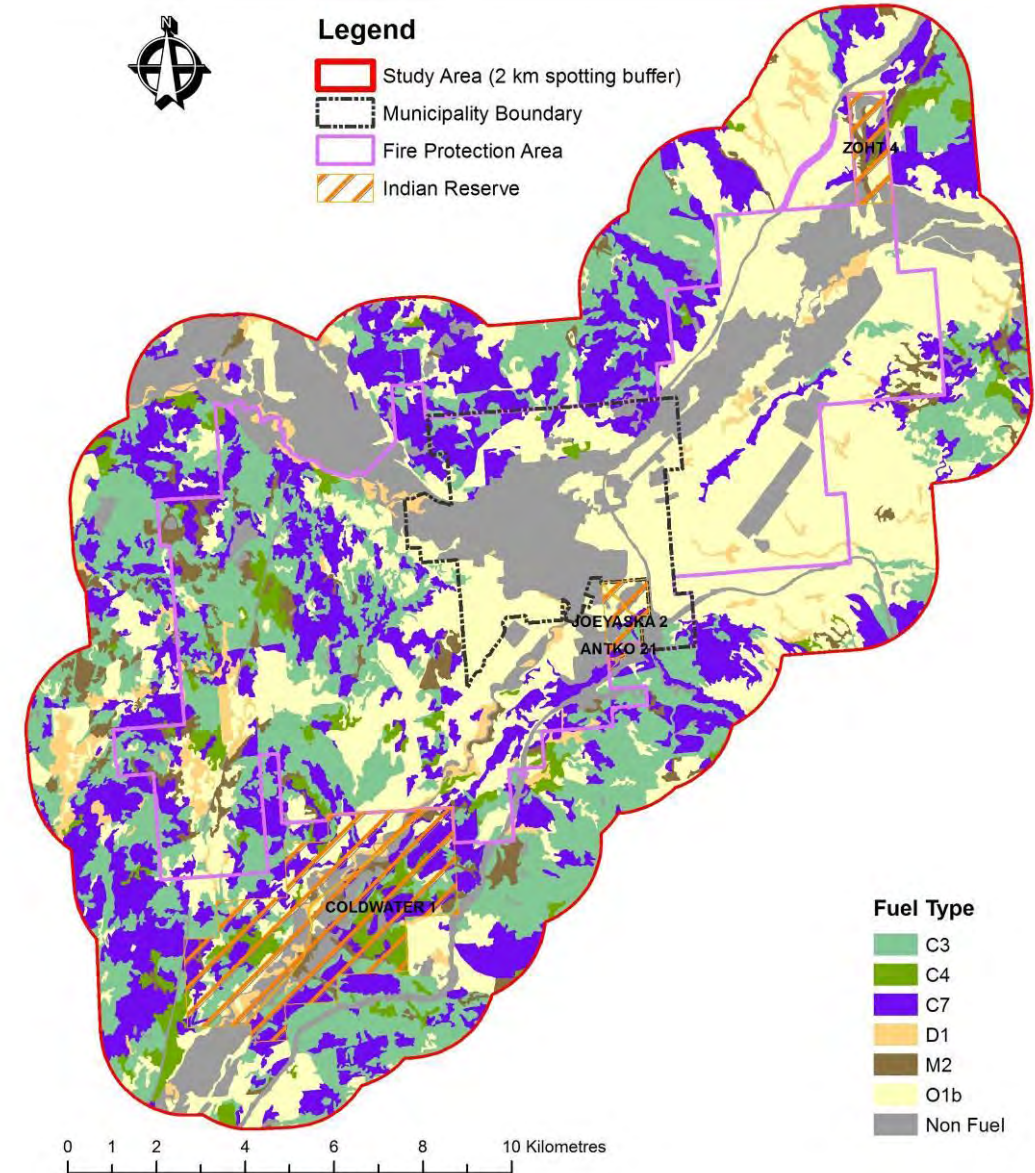 N
Legend
Study Area (2 km spotting buffer)
Municipality Boundary
Fire Protection Area
Indian Reserve
ZOHT 4
JOEYASKA 2
ANTKO 21
COLDWATER 1
Fuel Type
C3
C4
C7
D1
M2
O1b
Non Fuel
0 1 2 4 6 8 10 Kilometres